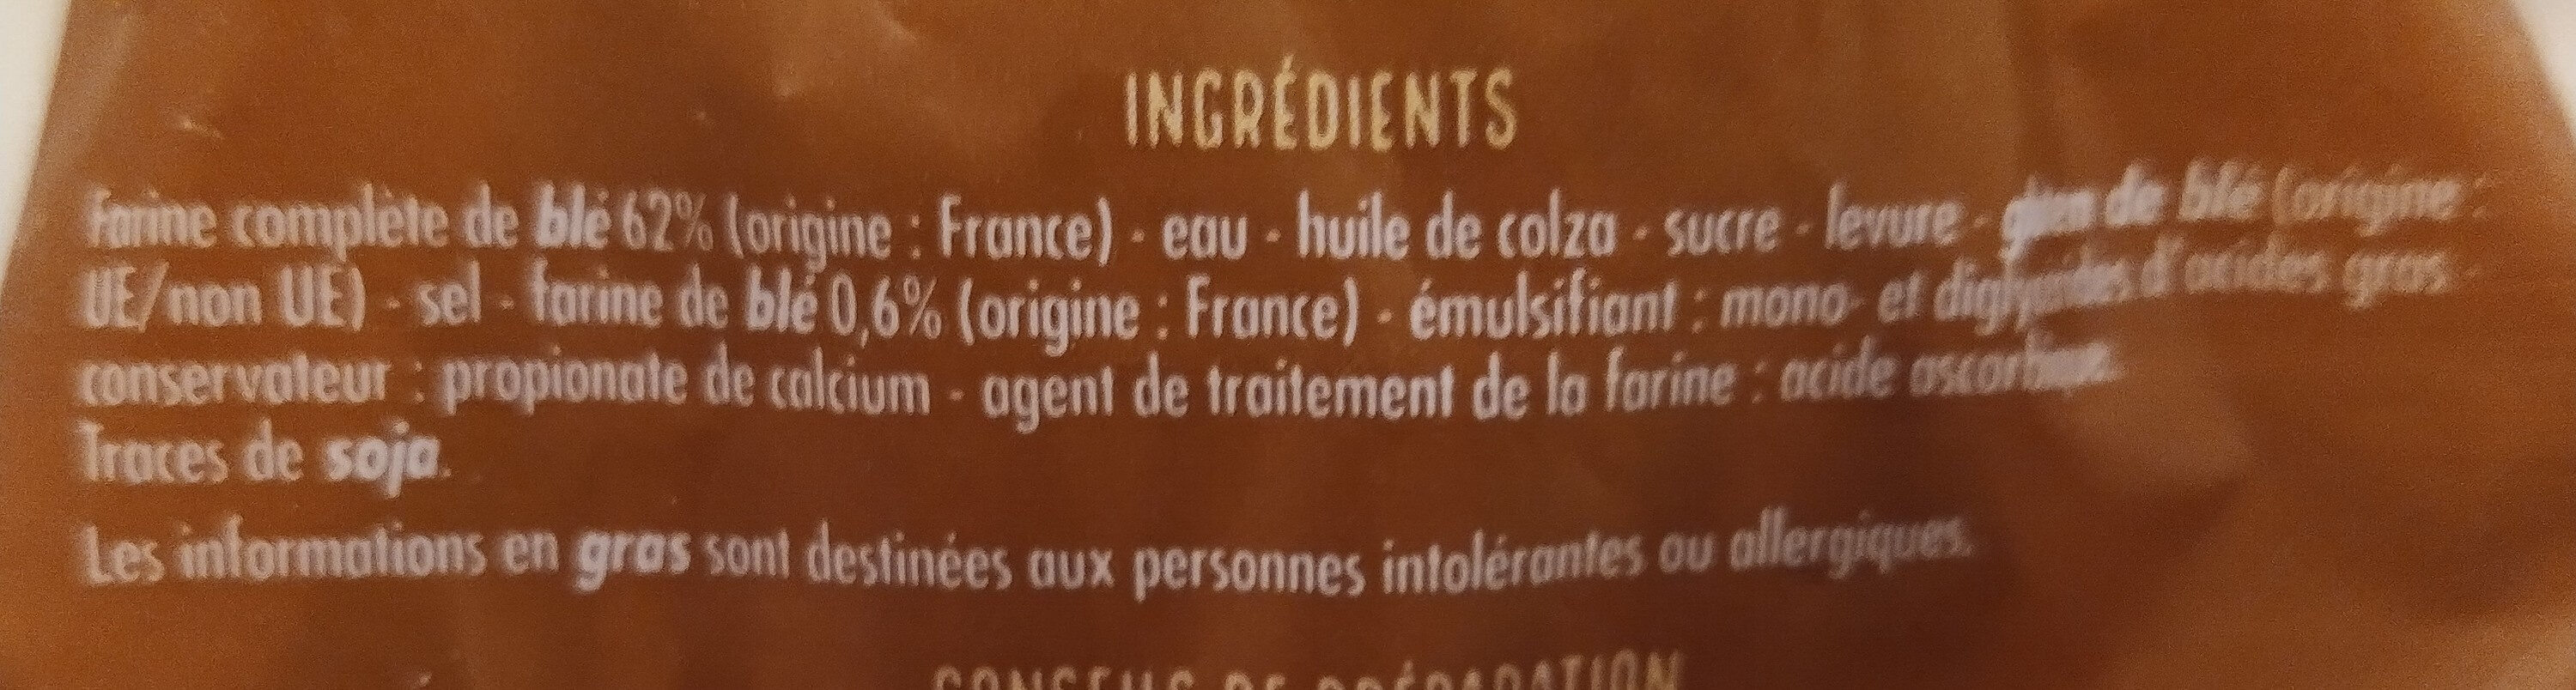 INGRÉDIENTS
Farine complète de blé 62% (origine : France) - eau - huile de colza - sucre - levure - de blé (origine :
UE/non UE) - sel - farine de blé 0,6% (origine : France) - émulsifiant : mono- et diglycérides d'acides gras -
conservateur : propionate de calcium - agent de traitement de la farine : acide ascorbique.
Traces de soja.
Les informations en gras sont destinées aux personnes intolérantes ou allergiques.
CONSEILS DE PRÉPARATION